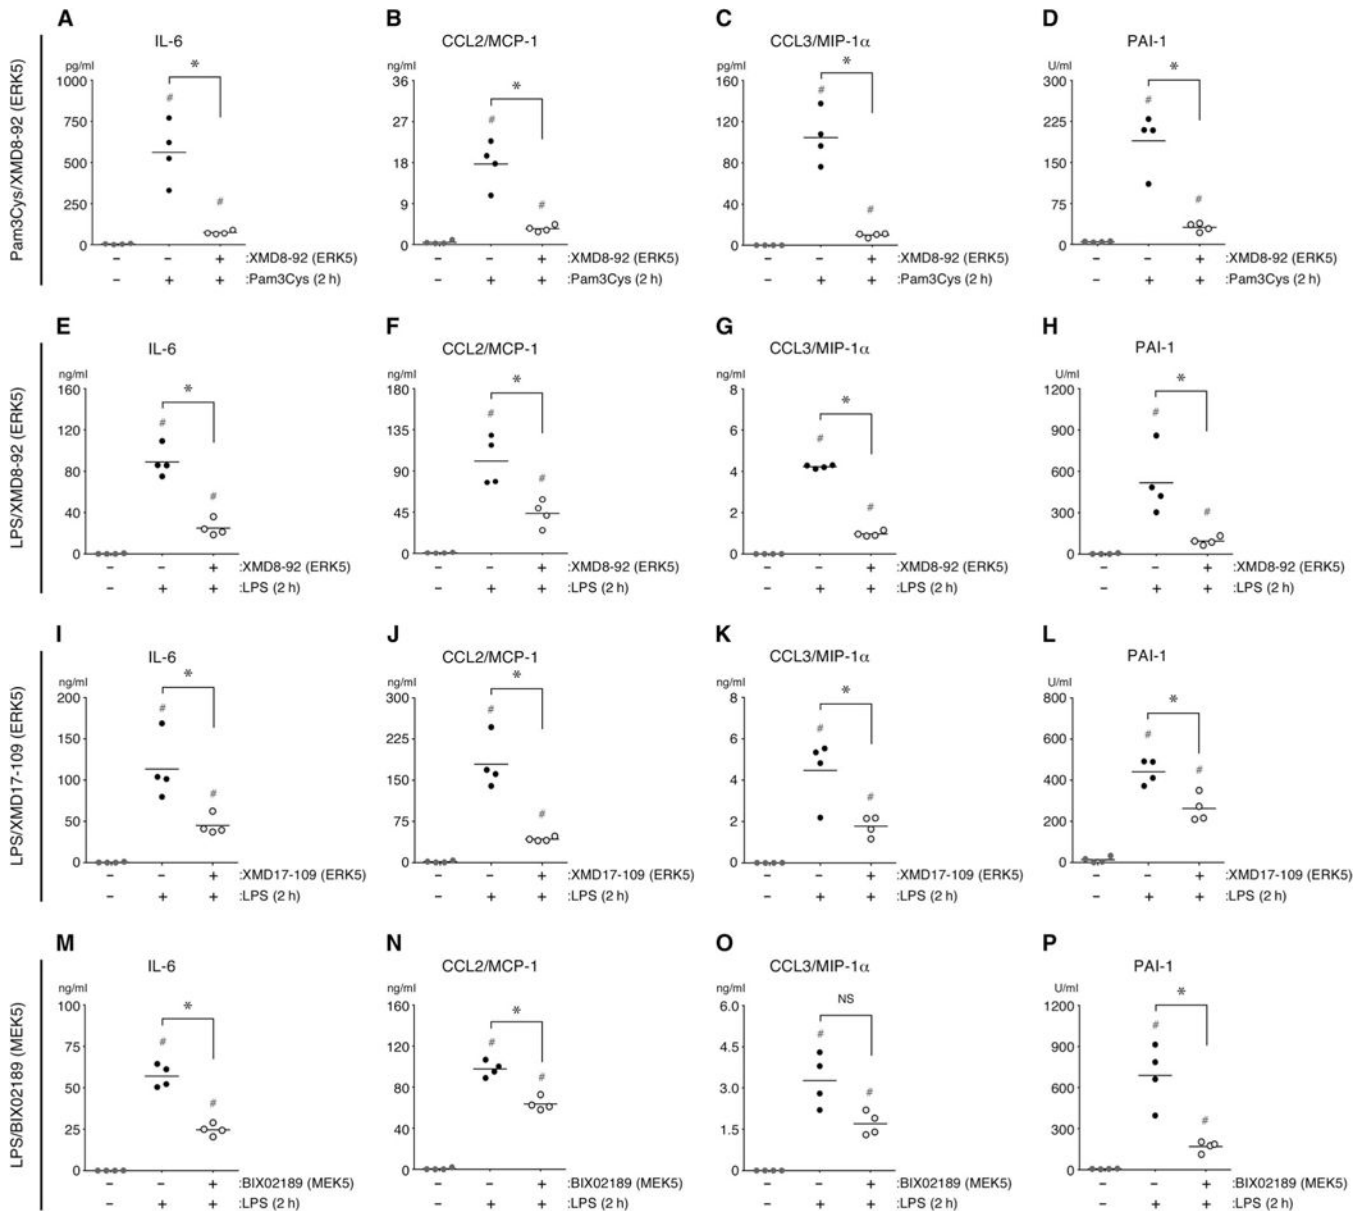 A B C D
IL-6 CCL2/MCP-1 CCL3/MIP-1α PAI-1
pg/ml ng/ml pg/ml U/ml
Pam3Cys/XMD8-92 (ERK5)
1000 36 160 300
750 27 120 225
500 18 80 150
250 9 40 75
0 0 0 0
* * * *
# # # # # # # #
– – + :XMD8-92 (ERK5) – – + :XMD8-92 (ERK5) – – + :XMD8-92 (ERK5) – – + :XMD8-92 (ERK5)
– + + :Pam3Cys (2 h) – + + :Pam3Cys (2 h) – + + :Pam3Cys (2 h) – + + :Pam3Cys (2 h)
E F G H
IL-6 CCL2/MCP-1 CCL3/MIP-1α PAI-1
ng/ml ng/ml ng/ml U/ml
LPS/XMD8-92 (ERK5)
160 180 8 1200
120 135 6 900
80 90 4 600
40 45 2 300
0 0 0 0
* * * *
# # # # # # # #
– – + :XMD8-92 (ERK5) – – + :XMD8-92 (ERK5) – – + :XMD8-92 (ERK5) – – + :XMD8-92 (ERK5)
– + + :LPS (2 h) – + + :LPS (2 h) – + + :LPS (2 h) – + + :LPS (2 h)
I J K L
IL-6 CCL2/MCP-1 CCL3/MIP-1α PAI-1
ng/ml ng/ml ng/ml U/ml
LPS/XMD17-109 (ERK5)
200 300 8 800
150 225 6 600
100 150 4 400
50 75 2 200
0 0 0 0
* * * *
# # # # # # # #
– – + :XMD17-109 (ERK5) – – + :XMD17-109 (ERK5) – – + :XMD17-109 (ERK5) – – + :XMD17-109 (ERK5)
– + + :LPS (2 h) – + + :LPS (2 h) – + + :LPS (2 h) – + + :LPS (2 h)
M N O P
IL-6 CCL2/MCP-1 CCL3/MIP-1α PAI-1
ng/ml ng/ml ng/ml U/ml
LPS/BIX02189 (MEK5)
100 160 6.0 1200
75 120 4.5 900
50 80 3.0 600
25 40 1.5 300
0 0 0 0
* * NS *
# # # # # # # #
– – + :BIX02189 (MEK5) – – + :BIX02189 (MEK5) – – + :BIX02189 (MEK5) – – + :BIX02189 (MEK5)
– + + :LPS (2 h) – + + :LPS (2 h) – + + :LPS (2 h) – + + :LPS (2 h)